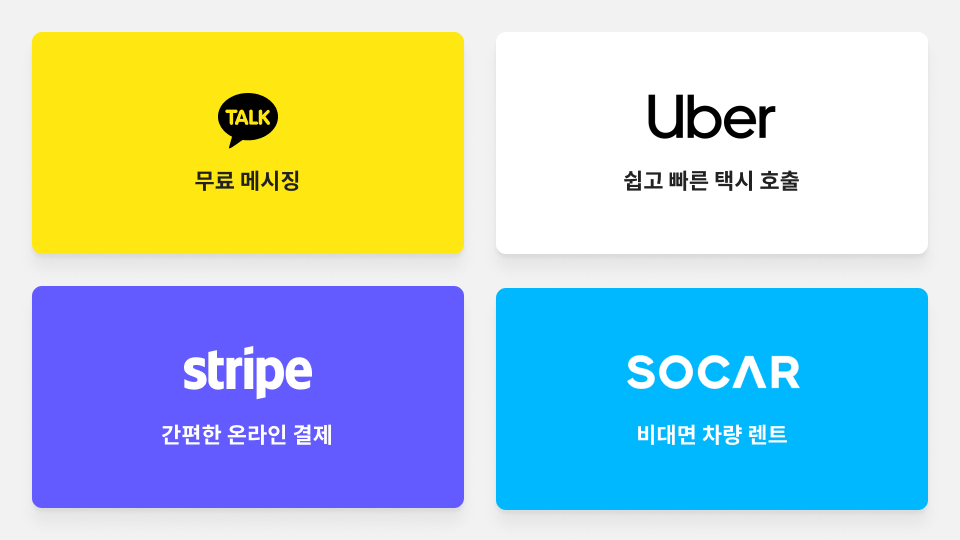 TALK
무료 메시징
Uber
쉽고 빠른 택시 호출
stripe
간편한 온라인 결제
SOCAR
비대면 차량 렌트